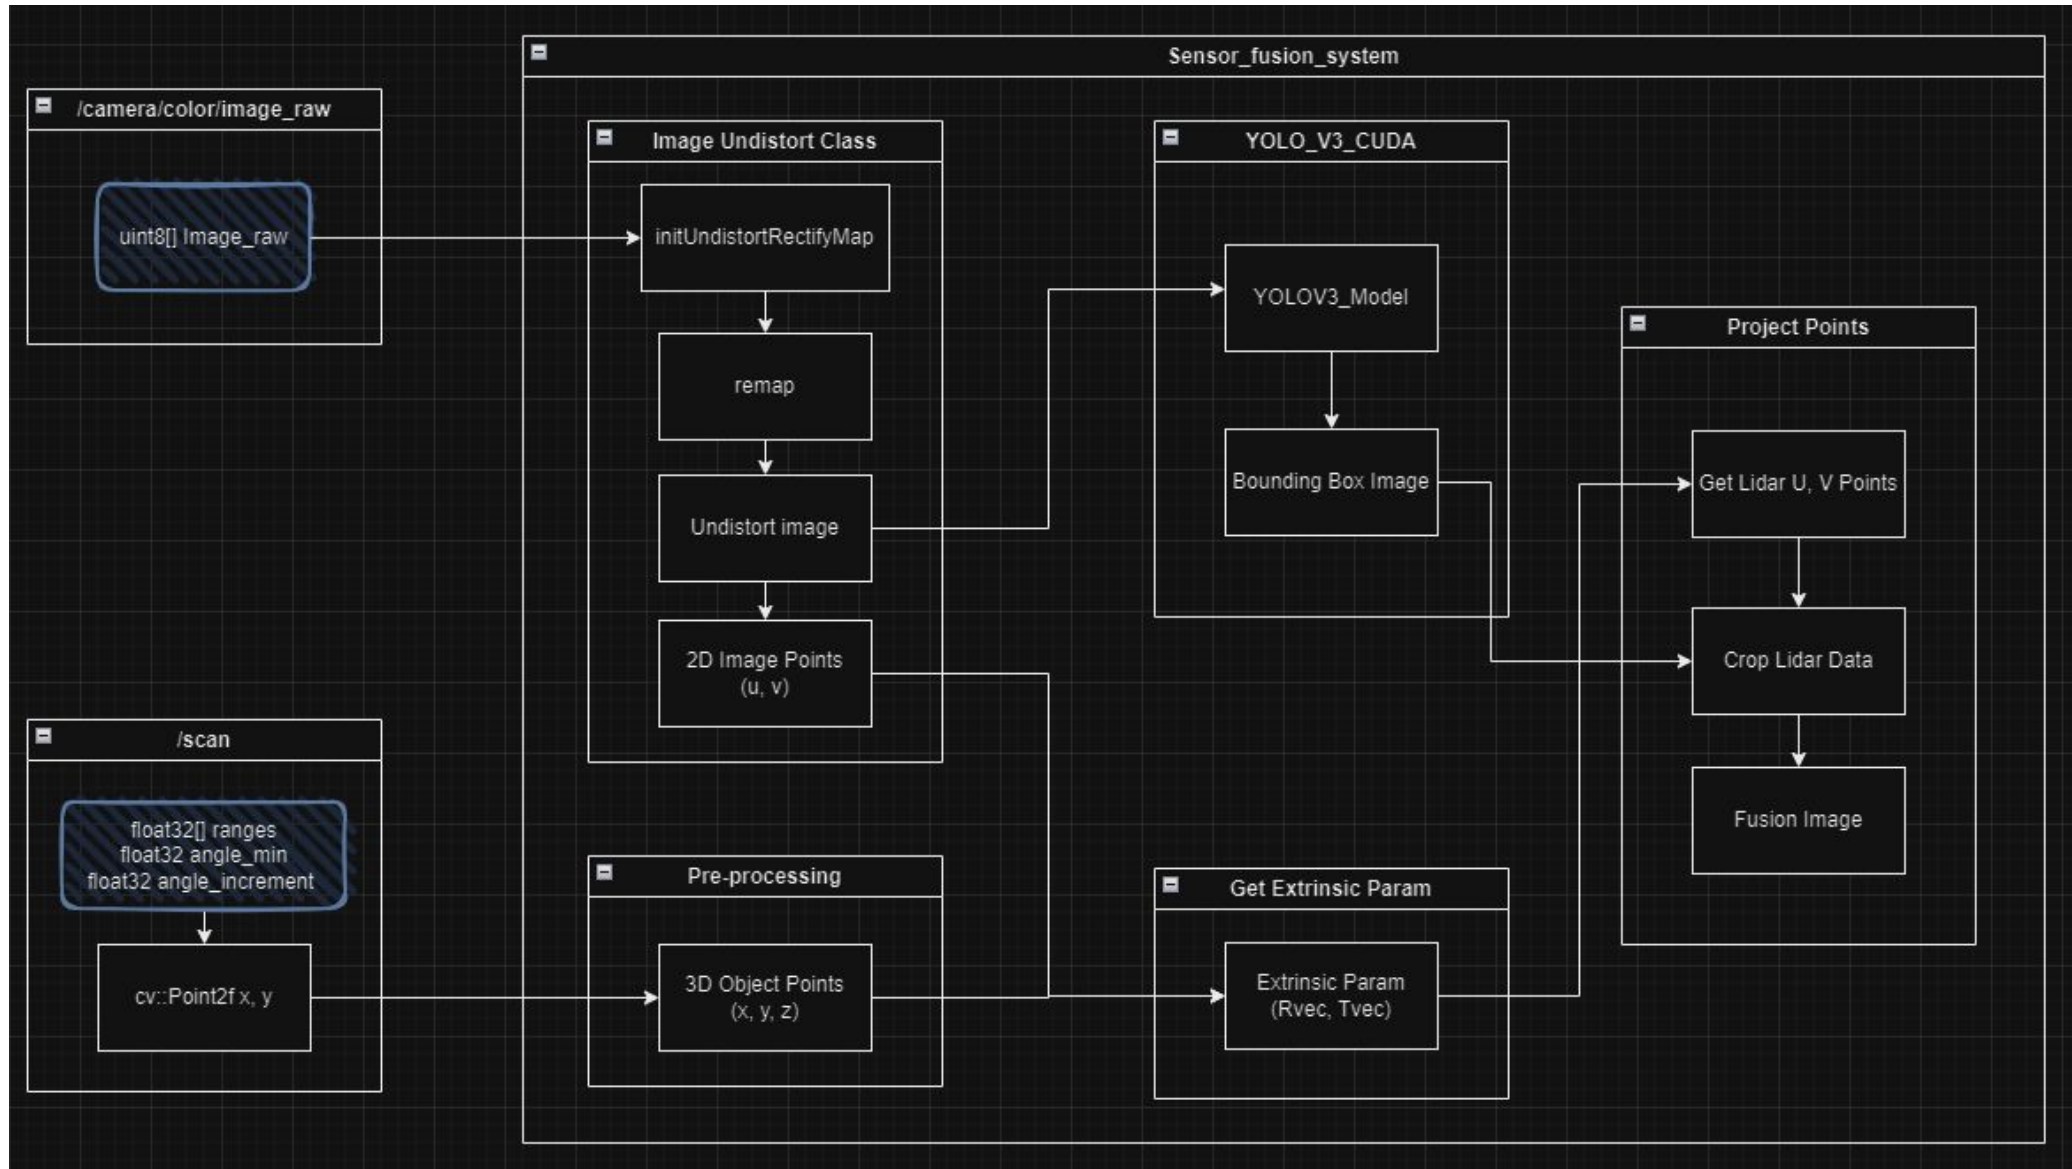 Sensor_fusion_system
/camera/color/image_raw
uint8[] Image_raw
Image Undistort Class
initUndistortRectifyMap
remap
Undistort image
2D Image Points
(u, v)
YOLO_V3_CUDA
YOLOV3_Model
Bounding Box Image
Project Points
Get Lidar U, V Points
Crop Lidar Data
Fusion Image
/scan
float32[] ranges
float32 angle_min
float32 angle_increment
cv::Point2f x, y
Pre-processing
3D Object Points
(x, y, z)
Get Extrinsic Param
Extrinsic Param
(Rvec, Tvec)